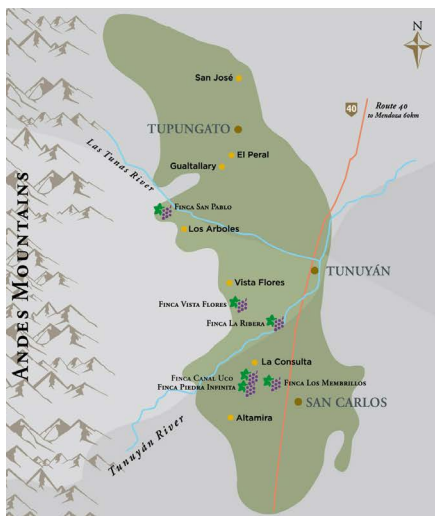 N
San José
40
Route 40
to Mendoza 60km
TUPUNGATO
Las Tunas River
El Peral
Gualtallary
ANDES MOUNTAINS
FINCA SAN PABLO
Los Arboles
TUNUYÁN
Vista Flores
FINCA VISTA FLORES
FINCA LA RIBERA
La Consulta
FINCA CANAL UCO
FINCA PIEDRA INFINITA
FINCA LOS MEMBRILLOS
SAN CARLOS
Altamira
Tunuyán River